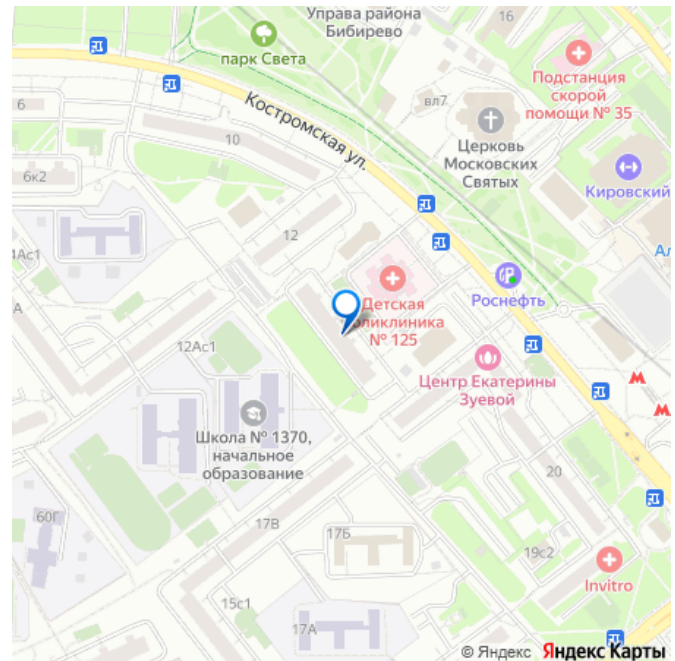 Управа района
Бибирево
16
парк Света
Подстанция
скорой
помощи № 35
вл7
6
Костромская ул.
10
Церковь
Московских
Святых
6к2
Кировский
12
4Ас1
Ал
Роснефть
Детская
поликлиника
№ 125
А
12Ас1
Центр Екатерины
Зуевой
М
М
Школа № 1370,
начальное
образование
20
60Г
17В
17Б
19с2
Invitro
15с1
17А
© Яндекс Яндекс Карты